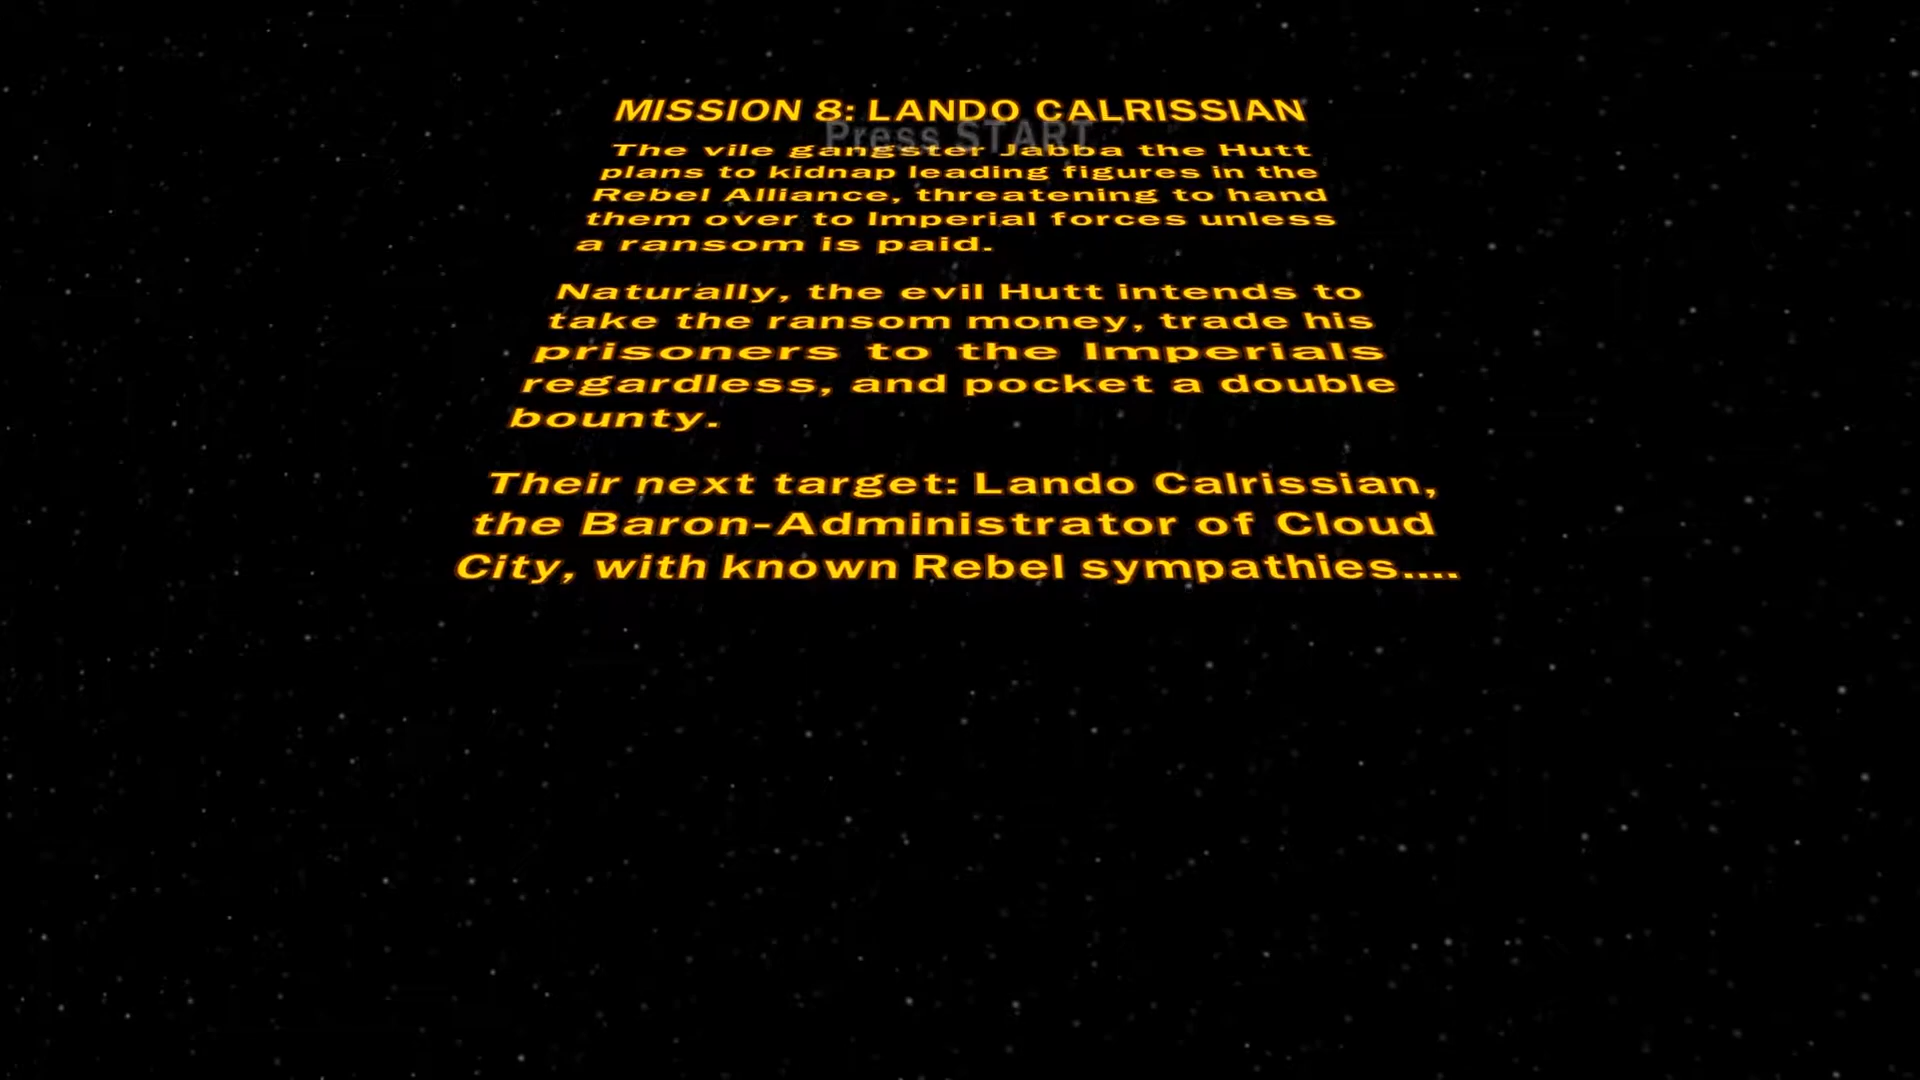 MISSION 8: LANDO CALRISSIAN
Press START
The vile gangster Jabba the Hutt
plans to kidnap leading figures in the
Rebel Alliance, threatening to hand
them over to Imperial forces unless
a ransom is paid.
Naturally, the evil Hutt intends to
take the ransom money, trade his
prisoners to the Imperials
regardless, and pocket a double
bounty.
Their next target: Lando Calrissian,
the Baron-Administrator of Cloud
City, with known Rebel sympathies....